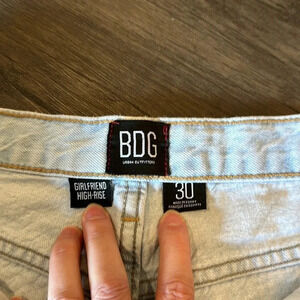 BDG
URBAN OUTFITTERS
GIRLFRIEND
HIGH-RISE
30